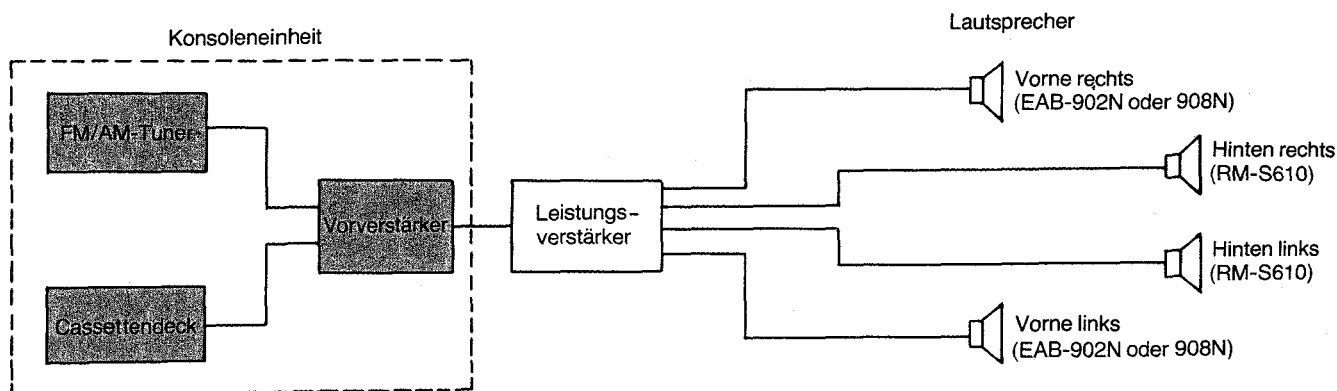 Konsoleneinheit
Lautsprecher
FM/AM-Tuner
Cassettendeck
Vorverstärker
Leistungs-
verstärker
Vorne rechts
(EAB-902N oder 908N)
Hinten rechts
(RM-S610)
Hinten links
(RM-S610)
Vorne links
(EAB-902N oder 908N)